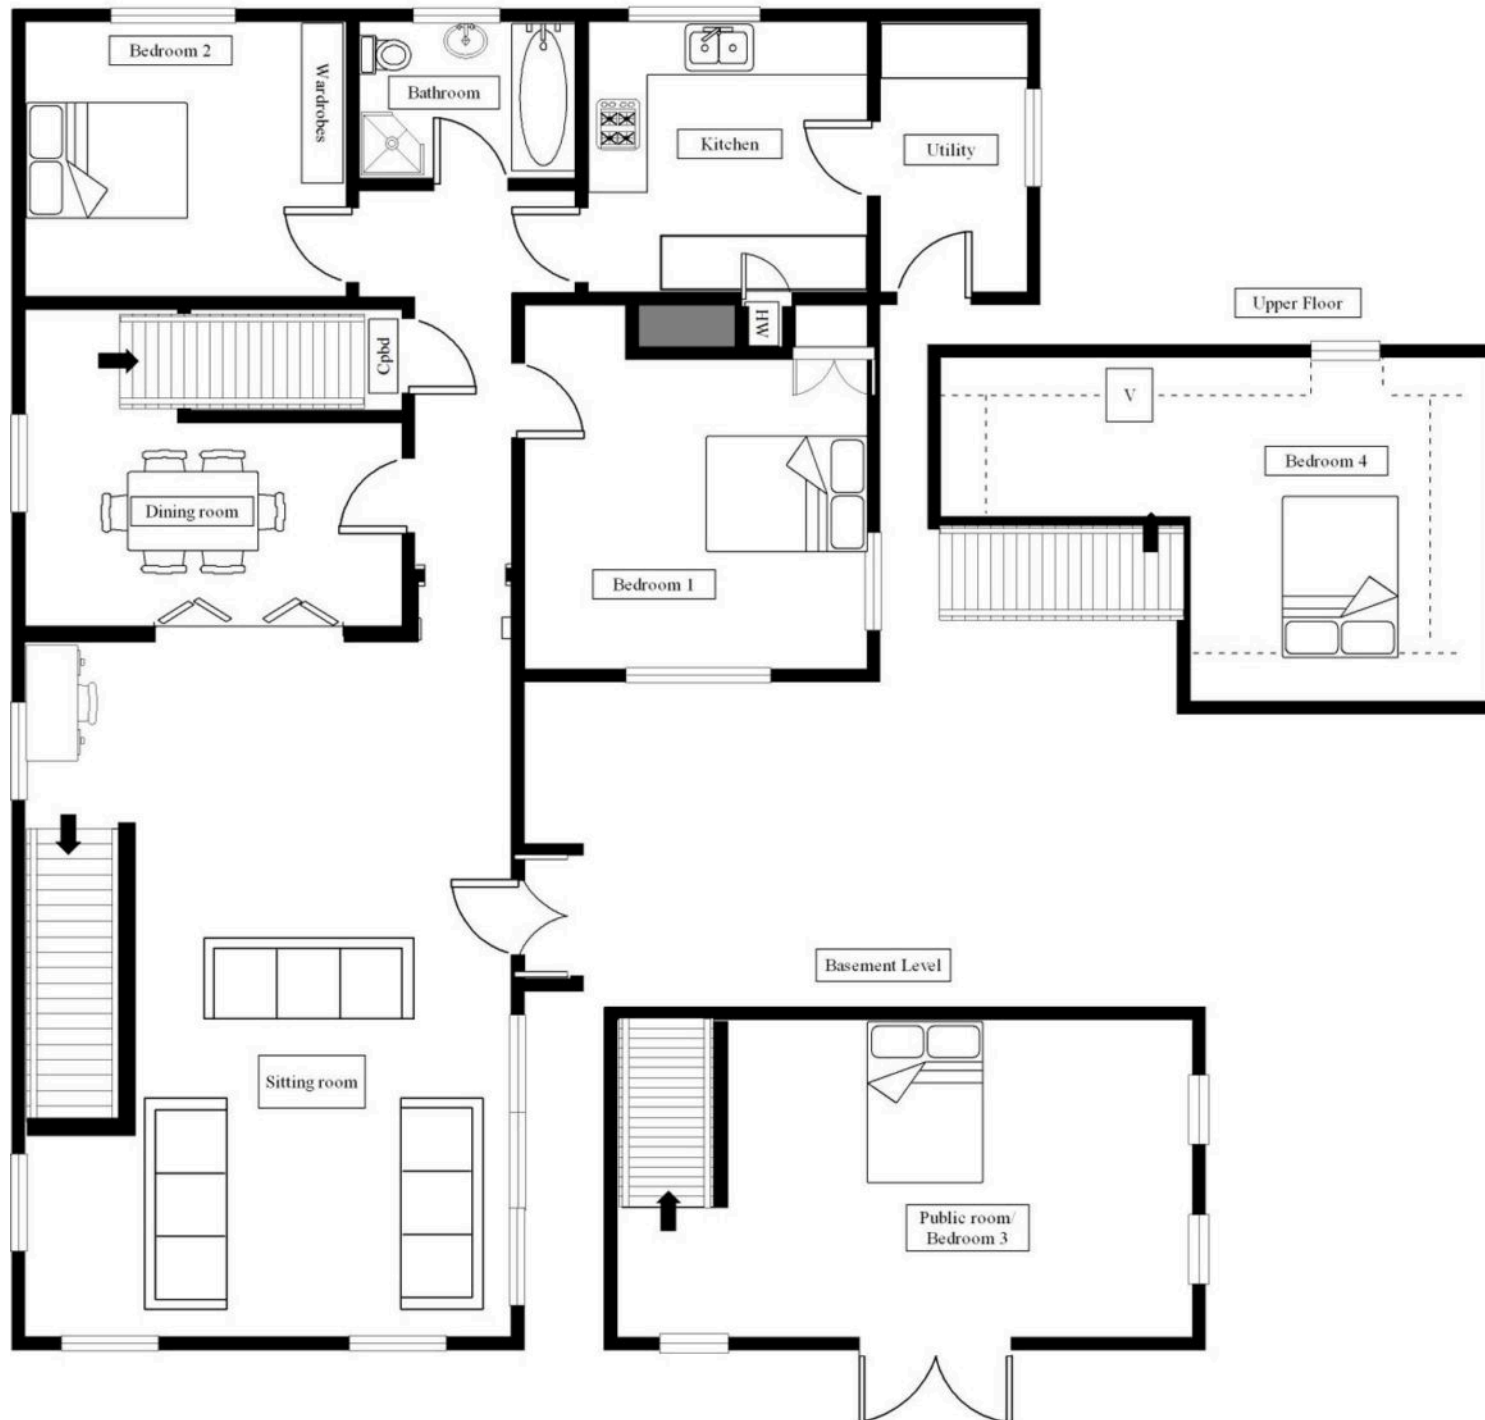 Bedroom 2
Wardrobes
Bathroom
Kitchen
Utility
HW
Cpbd
Upper Floor
V
Bedroom 4
Dining room
Bedroom 1
Basement Level
Sitting room
Public room/
Bedroom 3